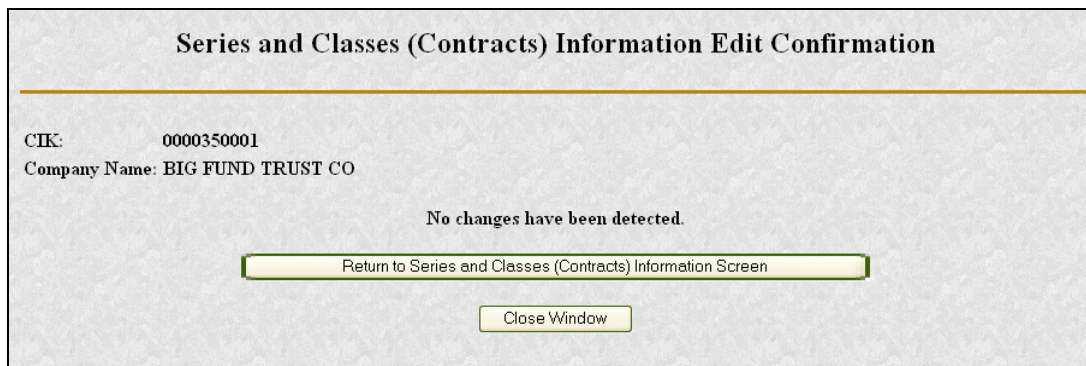 Series and Classes (Contracts) Information Edit Confirmation
CIK: 0000350001
Company Name: BIG FUND TRUST CO
No changes have been detected.
Return to Series and Classes (Contracts) Information Screen
Close Window